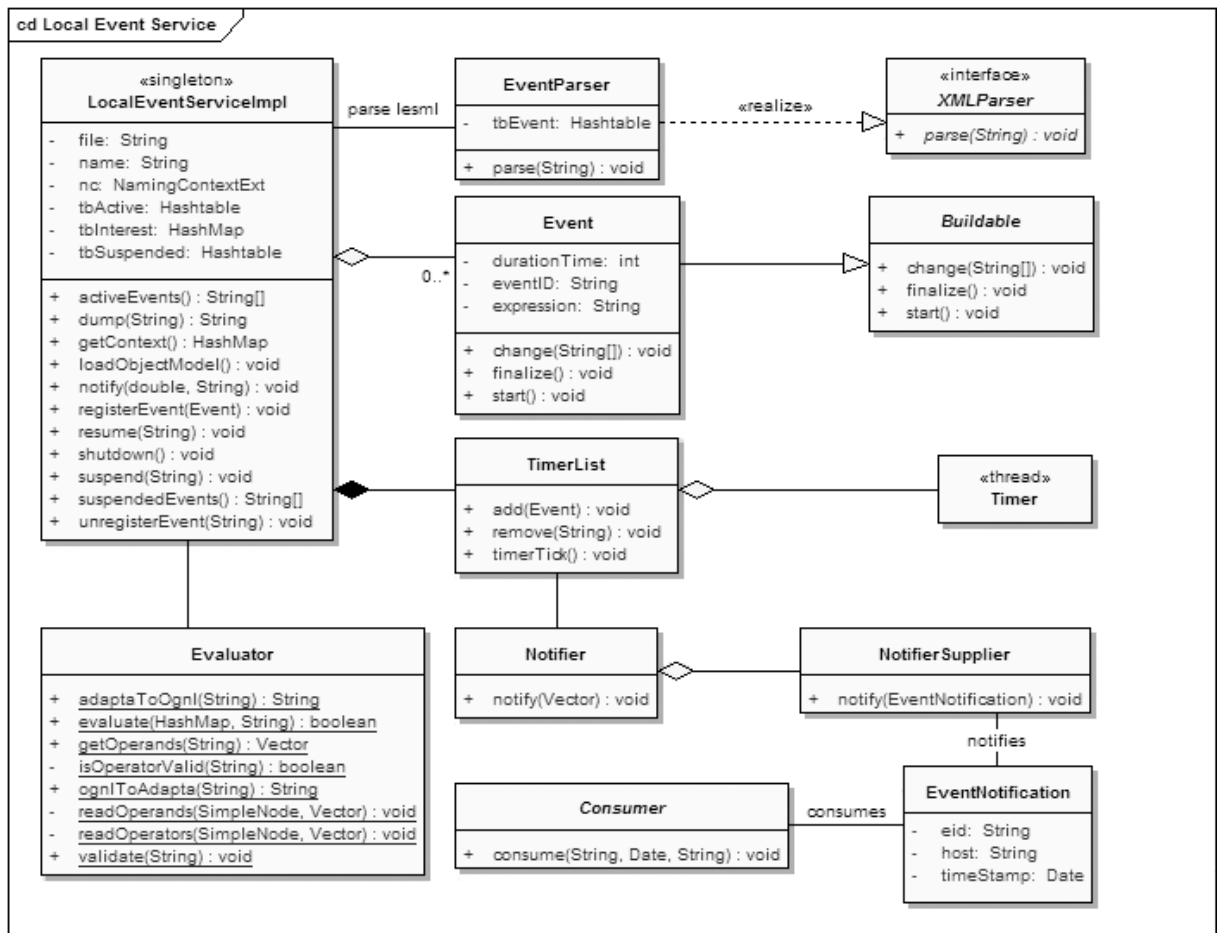 cd Local Event Service
«singleton»
LocalEventServiceImpl
- file: String
- name: String
- nc: NamingContextExt
- tbActive: Hashtable
- tbInterest: HashMap
- tbSuspended: Hashtable
+ activeEvents() : String[]
+ dump(String) : String
+ getContext() : HashMap
+ loadObjectModel() : void
+ notify(double, String) : void
+ registerEvent(Event) : void
+ resume(String) : void
+ shutdown() : void
+ suspend(String) : void
+ suspendedEvents() : String[]
+ unregisterEvent(String) : void
parse lesml
EventParser
- tbEvent: Hashtable
+ parse(String) : void
«realize»
«interface»
XMLParser
+ parse(String) : void
0..*
Event
- durationTime: int
- eventID: String
- expression: String
+ change(String[]) : void
+ finalize() : void
+ start() : void
Buildable
+ change(String[]) : void
+ finalize() : void
+ start() : void
TimerList
+ add(Event) : void
+ remove(String) : void
+ timerTick() : void
«thread»
Timer
Evaluator
+ adaptaToOgnl(String) : String
+ evaluate(HashMap, String) : boolean
+ getOperands(String) : Vector
- isOperatorValid(String) : boolean
+ ognlToAdapta(String) : String
- readOperands(SimpleNode, Vector) : void
- readOperators(SimpleNode, Vector) : void
+ validate(String) : void
Notifier
+ notify(Vector) : void
NotifierSupplier
+ notify(EventNotification) : void
notifies
Consumer
+ consume(String, Date, String) : void
consumes
EventNotification
- eid: String
- host: String
- timeStamp: Date